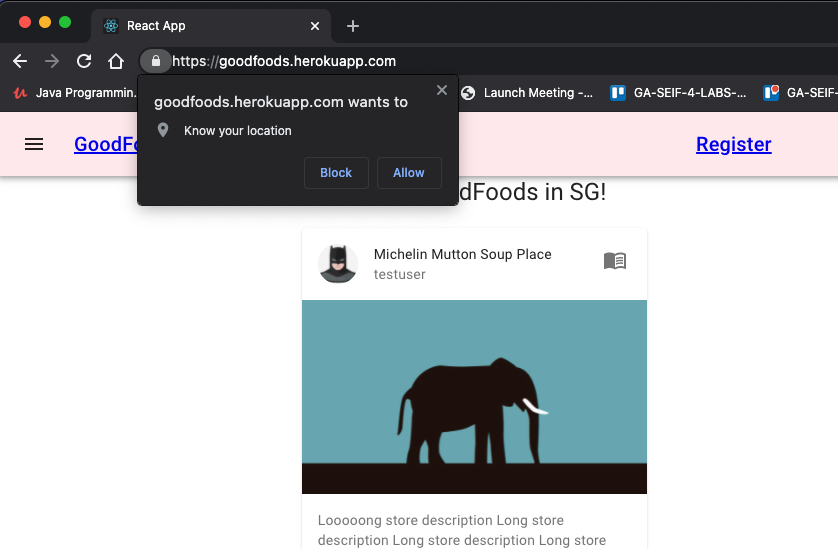 React App
https://goodfoods.herokuapp.com
Java Programmin.
Launch Meeting -...
GA-SEIF-4-LABS-...
GA-SEIF-
goodfoods.herokuapp.com wants to
Know your location
Block
Allow
GoodFo
Register
dFoods in SG!
Michelin Mutton Soup Place
testuser
Looooong store description Long store
description Long store description Long store